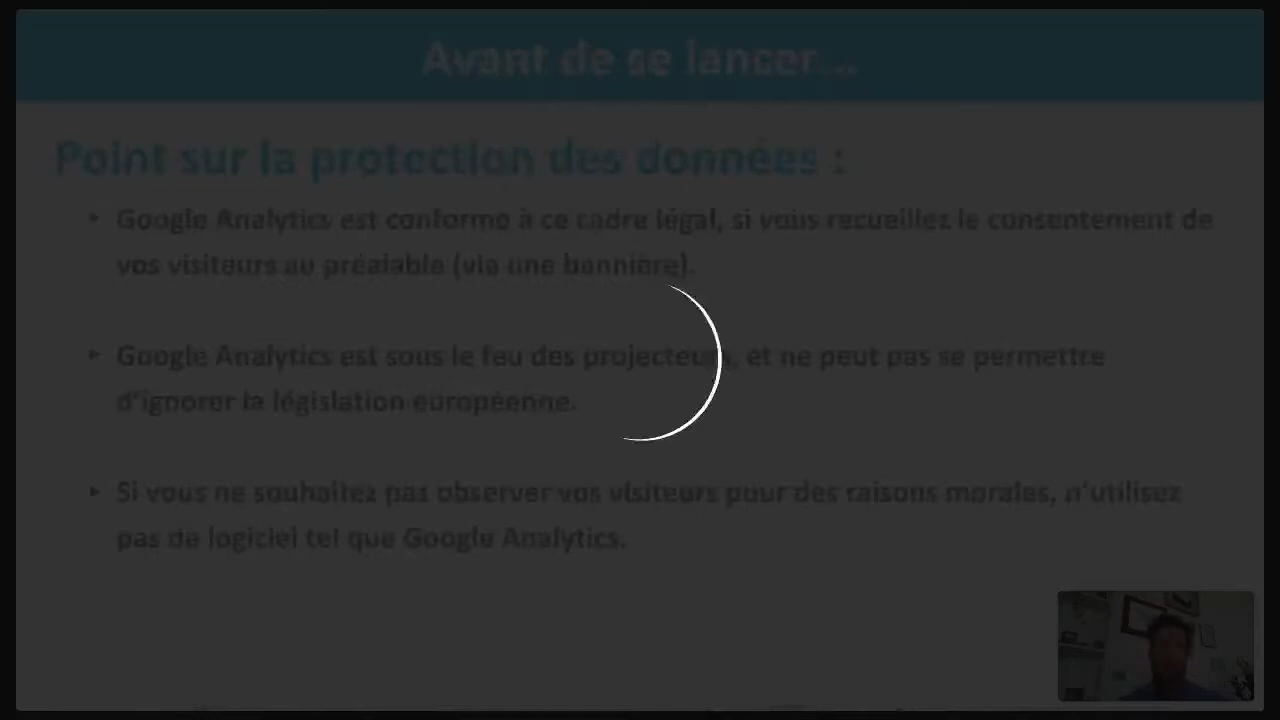 Avant de se lancer...
Point sur la protection des données :
Google Analytics est conforme à ce cadre légal, si vous recueillez le consentement de
vos visiteurs au préalable (via une bannière).
Google Analytics est sous le feu des projecteurs, et ne peut pas se permettre
d'ignorer la législation européenne.
Si vous ne souhaitez pas observer vos visiteurs pour des raisons morales, n'utilisez
pas de logiciel tel que Google Analytics.